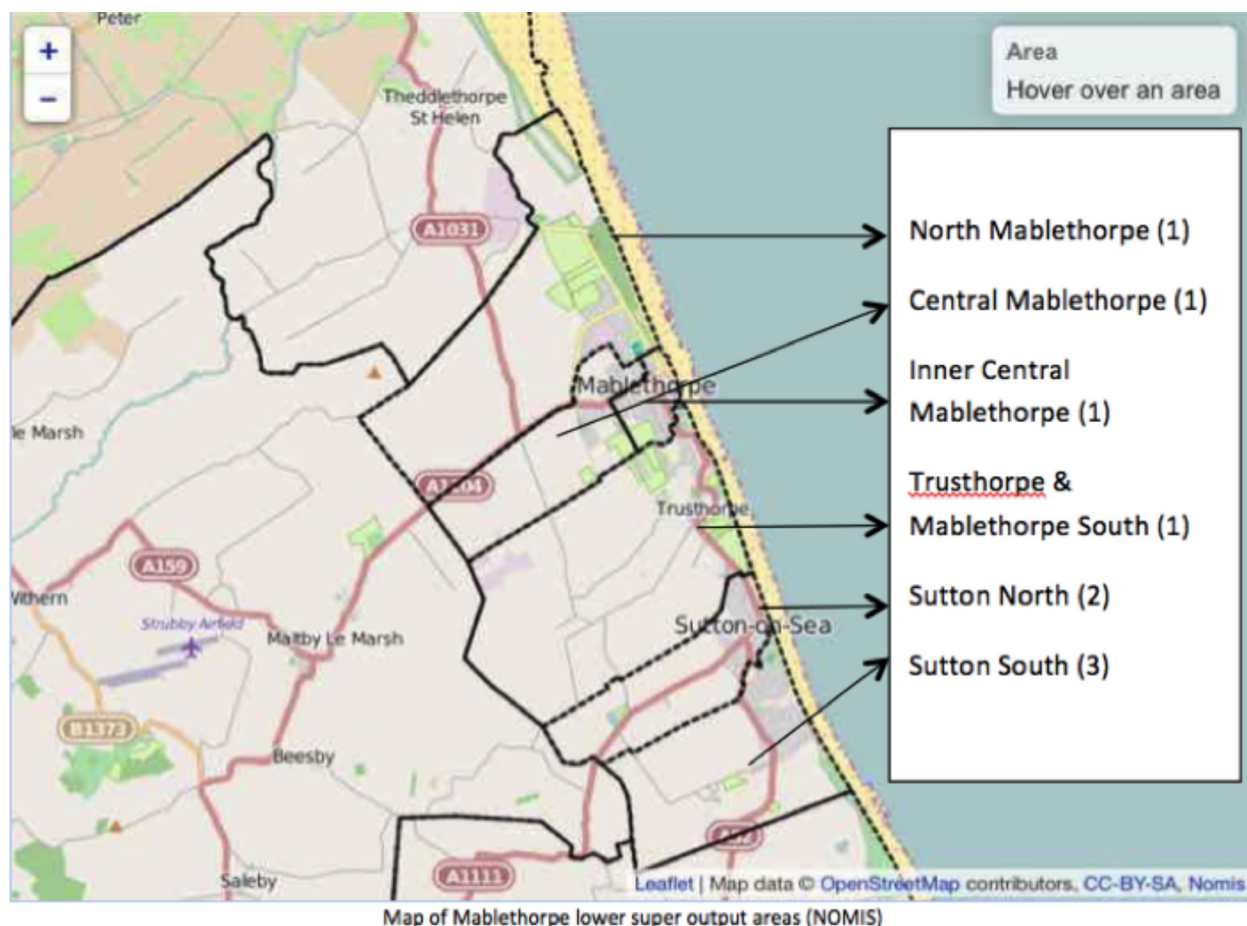 Peter
+
−
Area
Hover over an area
Theddlethorpe
St Helen
A1031
North Mablethorpe (1)
Central Mablethorpe (1)
Inner Central
Mablethorpe (1)
Trusthorpe &
Mablethorpe South (1)
Sutton North (2)
Sutton South (3)
Mablethorpe
le Marsh
A1104
Trusthorpe
A159
Withern
Strubby Airfield
Maltby Le Marsh
Sutton-on-Sea
B1373
Beesby
A52
A1111
Saleby
Leaflet | Map data © OpenStreetMap contributors, CC-BY-SA, Nomis
Map of Mablethorpe lower super output areas (NOMIS)